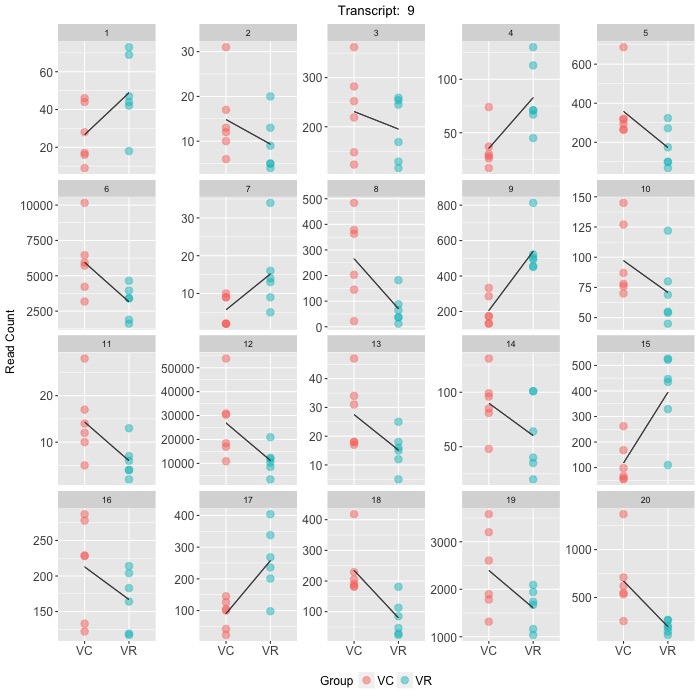 Transcript:  9
1 2 3 4 5
60 40 20
30 20 10
300 200
100 50
600 400 200
6 7 8 9 10
10000 7500 5000 2500
30 20 10
500 400 300 200 100 0
800 600 400 200
150 125 100 75 50
Read Count
11 12 13 14 15
20 10
50000 40000 30000 20000 10000
40 30 20 10
100 50
500 400 300 200 100
16 17 18 19 20
250 200 150
400 300 200 100
400 300 200 100
3000 2000 1000
1000 500
VC VR VC VR VC VR VC VR VC VR
Group VC VR